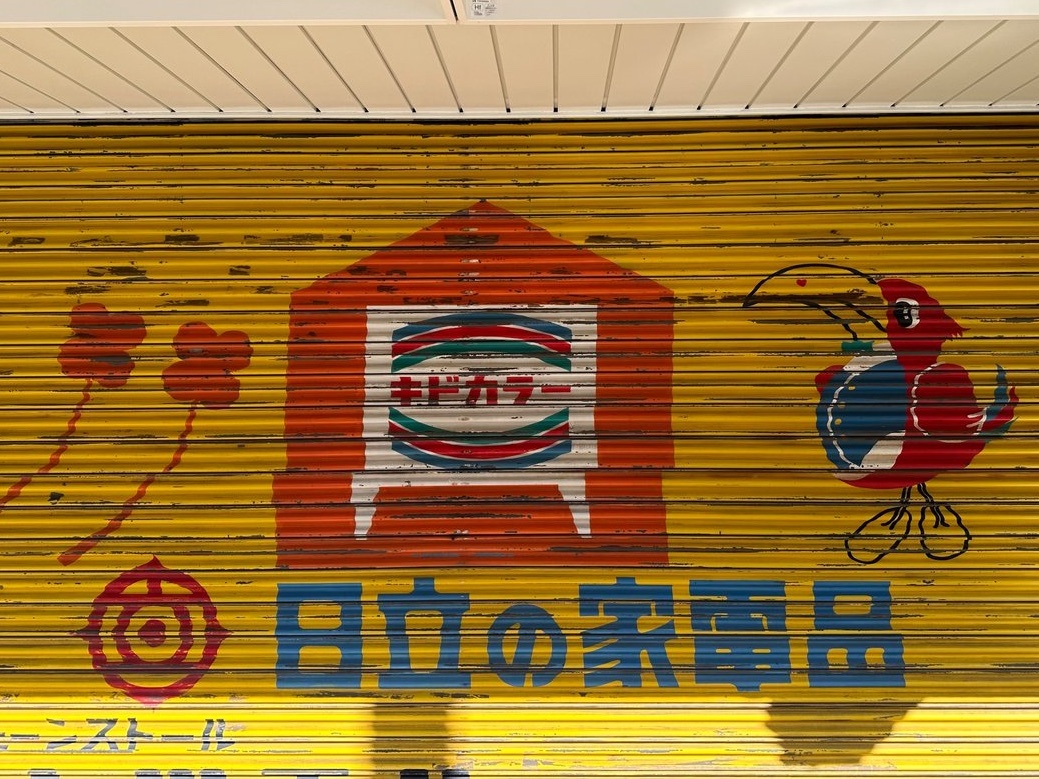 キドカラー
日立の家電品
ーンストール